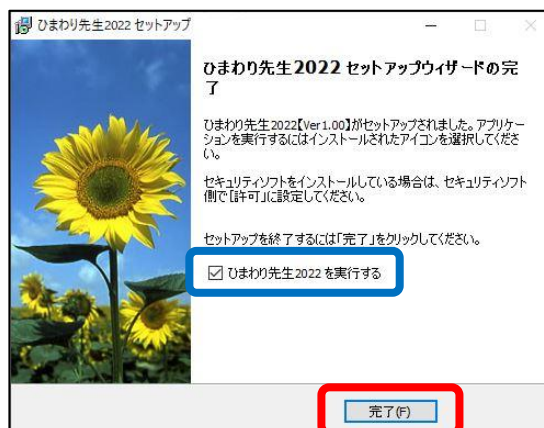 ひまわり先生2022 セットアップ
ひまわり先生2022 セットアップウィザードの完
了
ひまわり先生2022【Ver1.00】がセットアップされました。アプリケー
ションを実行するにはインストールされたアイコンを選択してくださ
い。
セキュリティソフトをインストールしている場合は、セキュリティソフト
側で「許可」に設定してください。
セットアップを終了するには「完了」をクリックしてください。
ひまわり先生2022 を実行する
完了(F)